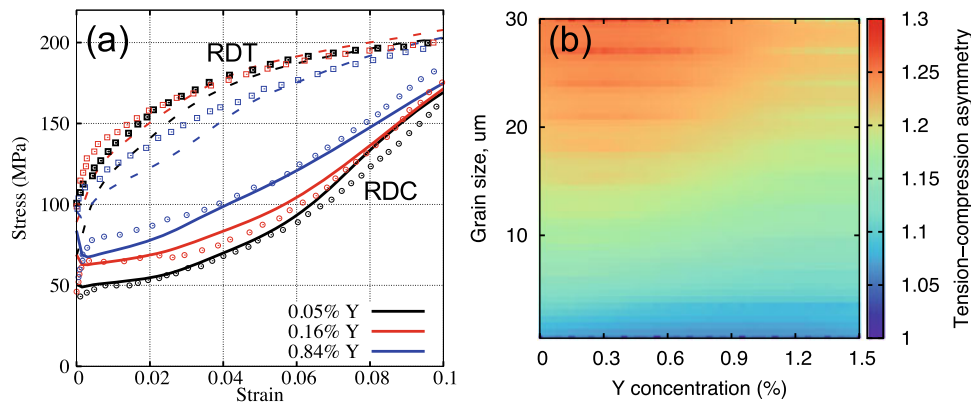 (a)
RDT
RDC
Stress (MPa)
200
150
100
50
0
0.05% Y
0.16% Y
0.84% Y
0 0.02 0.04 0.06 0.08 0.1
Strain
(b)
Grain size, um
30
20
10
0 0.3 0.6 0.9 1.2 1.5
Y concentration (%)
1.3
1.25
1.2
1.15
1.1
1.05
1
Tension−compression asymmetry